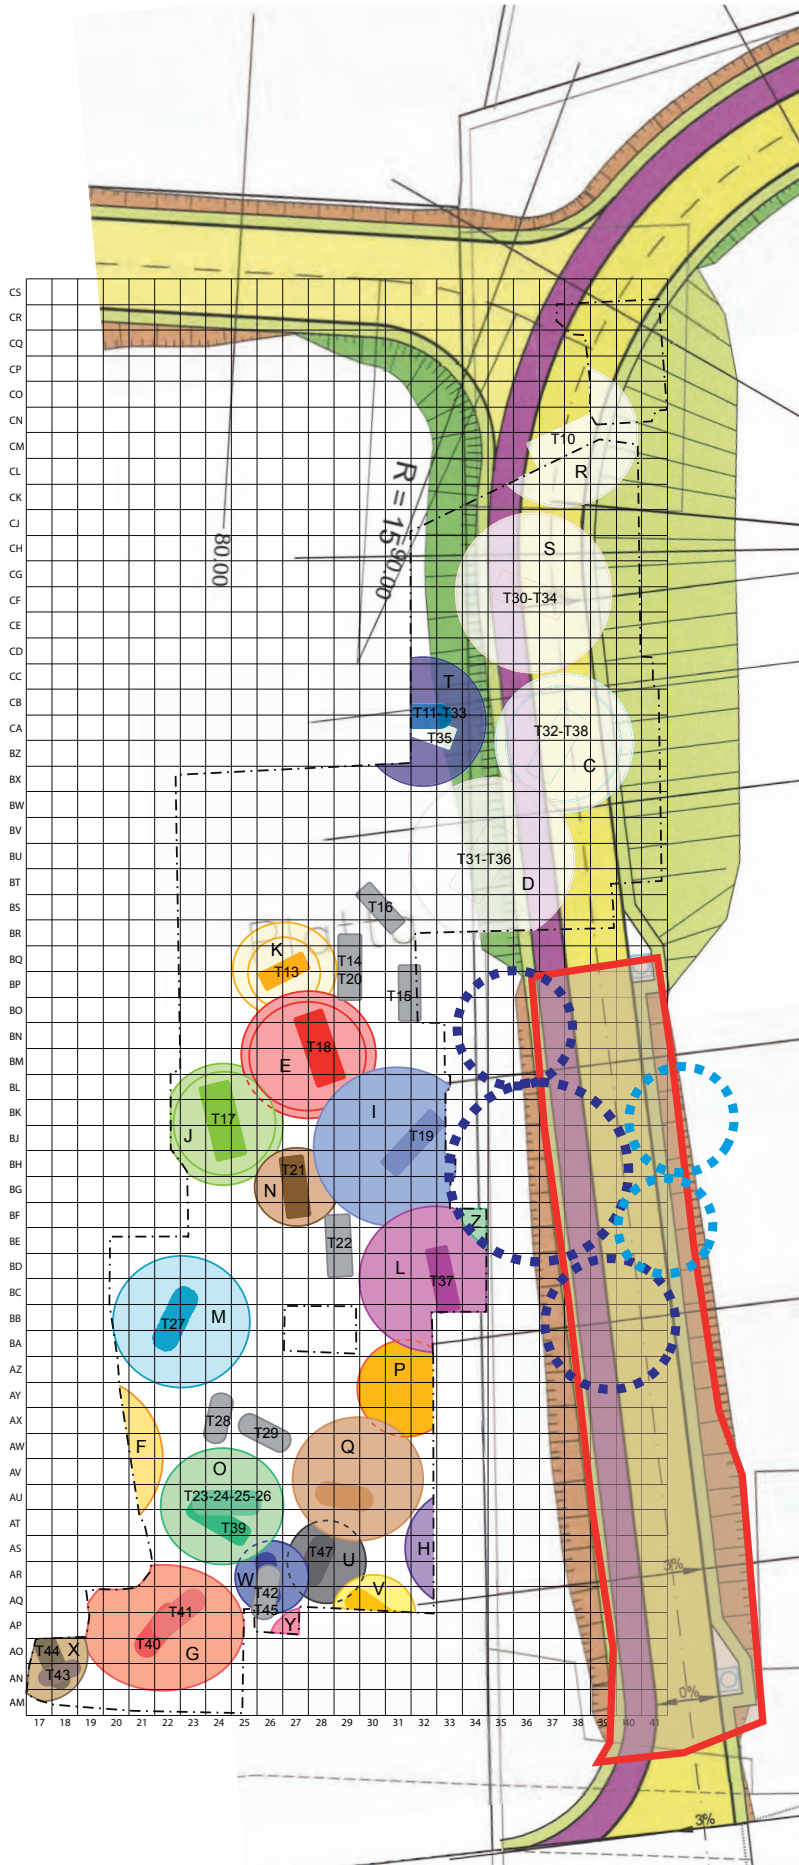 CS
CR
CQ
CP
CO
CN
CM
CL
CK
CJ
CH
CG
CF
CE
CD
CC
CB
CA
BZ
BX
BW
BV
BU
BT
BS
BR
BQ
BP
BO
BN
BM
BL
BK
BJ
BH
BG
BF
BE
BD
BC
BB
BA
AZ
AY
AX
AW
AV
AU
AT
AS
AR
AQ
AP
AO
AN
AM
17 18 19 20 21 22 23 24 25 26 27 28 29 30 31 32 33 34 35 36 37 38 39 40 41
80.00
R = 15
90.00
T10
R
S
T30-T34
T
T11-T33
T35
T32-T38
C
T31-T36
D
T16
K
T13
T14
T20
T15
T18
E
T17
J
I
T19
T21
N
Z
T22
L
T37
M
T27
P
T28
T29
F
Q
O
T23-24-25-26
T39
H
T47
U
W
T42
T45
V
Y
T41
T40
G
T44
X
T43
3%
0%
3%